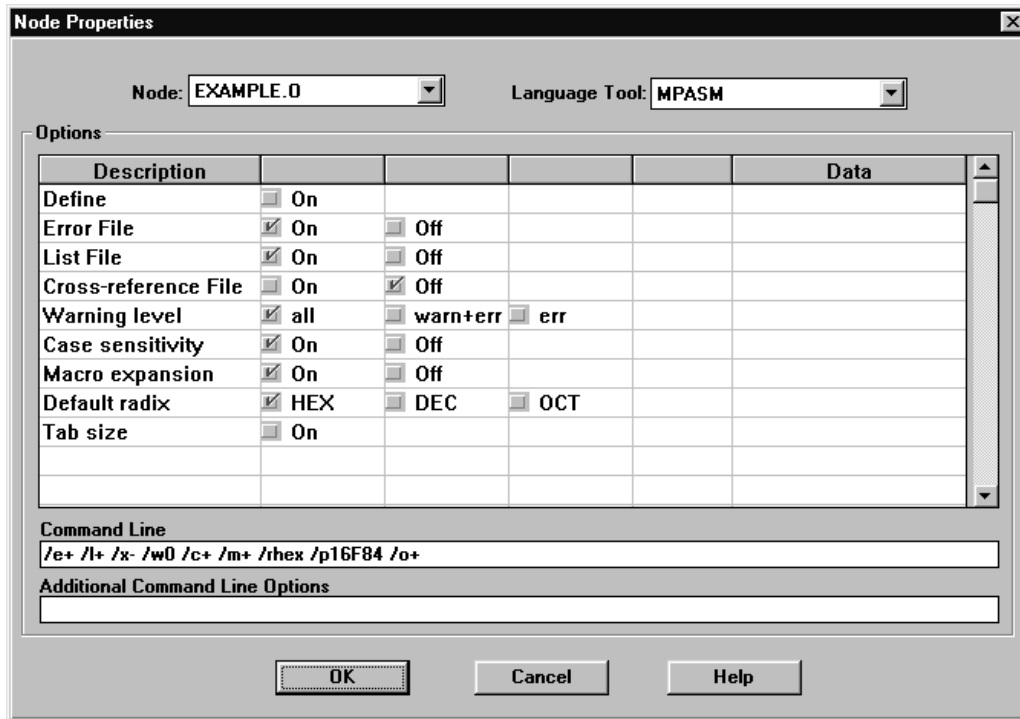 Node Properties
Node: EXAMPLE.O Language Tool: MPASM
Options
Description Data
Define On
Error File On Off
List File On Off
Cross-reference File On Off
Warning level all warn+err err
Case sensitivity On Off
Macro expansion On Off
Default radix HEX DEC OCT
Tab size On
Command Line
/e+ /l+ /x- /w0 /c+ /m+ /rhex /p16F84 /o+
Additional Command Line Options
OK Cancel Help